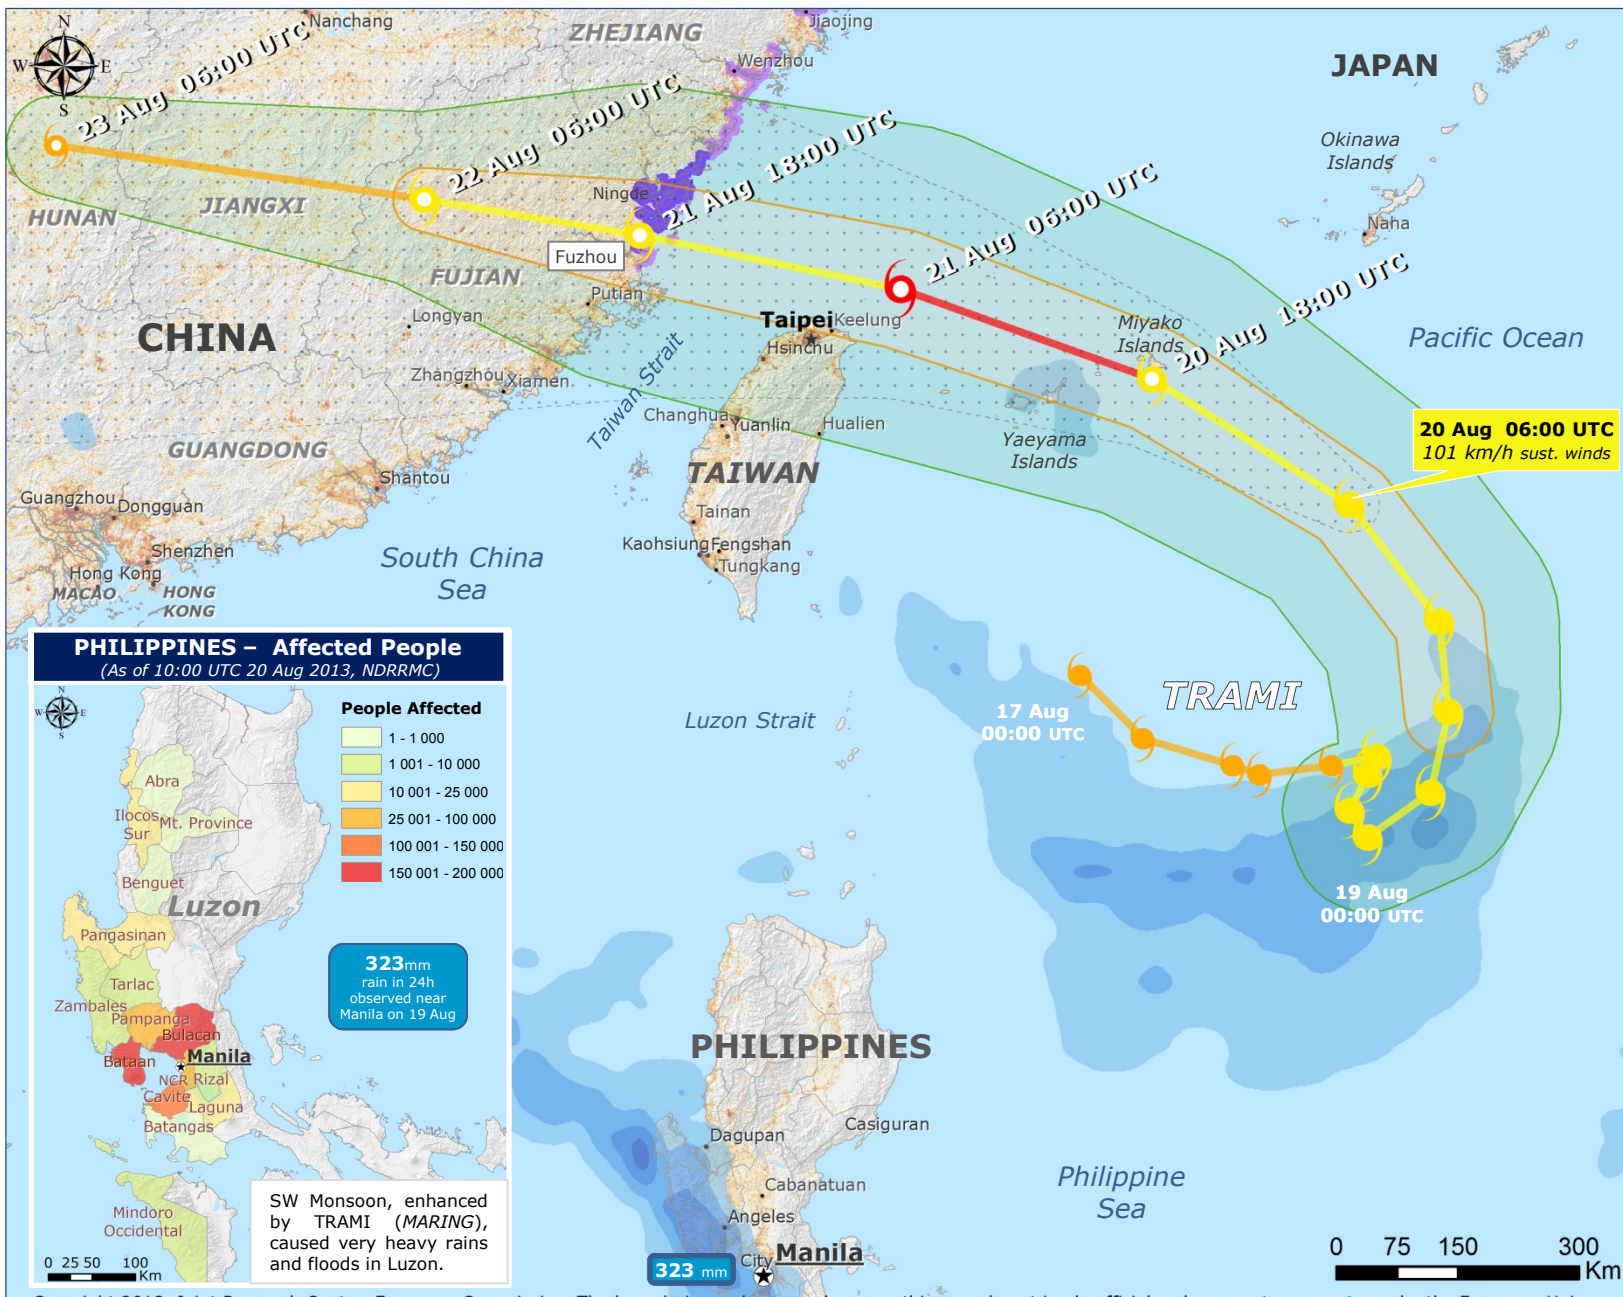 N
W E
S
Nanchang
ZHEJIANG
Jiaojing
Wenzhou
JAPAN
23 Aug 06:00 UTC
22 Aug 06:00 UTC
21 Aug 18:00 UTC
21 Aug 06:00 UTC
20 Aug 18:00 UTC
Okinawa
Islands
Naha
HUNAN
JIANGXI
Ningde
Fuzhou
FUJIAN
Putian
Longyan
CHINA
Taipei
Keelung
Hsinchu
Miyako
Islands
Pacific Ocean
Zhangzhou
Xiamen
Taiwan Strait
Changhua
Yuanlin
Hualien
Yaeyama
Islands
20 Aug 06:00 UTC
101 km/h sust. winds
GUANGDONG
TAIWAN
Shantou
Guangzhou
Dongguan
Tainan
Shenzhen
Kaohsiung
Fengshan
Tungkang
Hong Kong
MACAO
HONG
KONG
South China
Sea
TRAMI
17 Aug
00:00 UTC
Luzon Strait
19 Aug
00:00 UTC
PHILIPPINES – Affected People
(As of 10:00 UTC 20 Aug 2013, NDRRMC)
N
W E
S
People Affected
1 - 1 000
1 001 - 10 000
10 001 - 25 000
25 001 - 100 000
100 001 - 150 000
150 001 - 200 000
Abra
Ilocos
Sur
Mt. Province
Benguet
Luzon
Pangasinan
Tarlac
Zambales
Pampanga
Bulacan
Bataan
Manila
NCR
Rizal
Cavite
Laguna
Batangas
Mindoro
Occidental
323mm
rain in 24h
observed near
Manila on 19 Aug
SW Monsoon, enhanced
by TRAMI (MARING),
caused very heavy rains
and floods in Luzon.
0 25 50 100
Km
PHILIPPINES
Dagupan
Casiguran
Cabanatuan
Angeles
City
Manila
323 mm
Philippine
Sea
0 75 150 300
Km